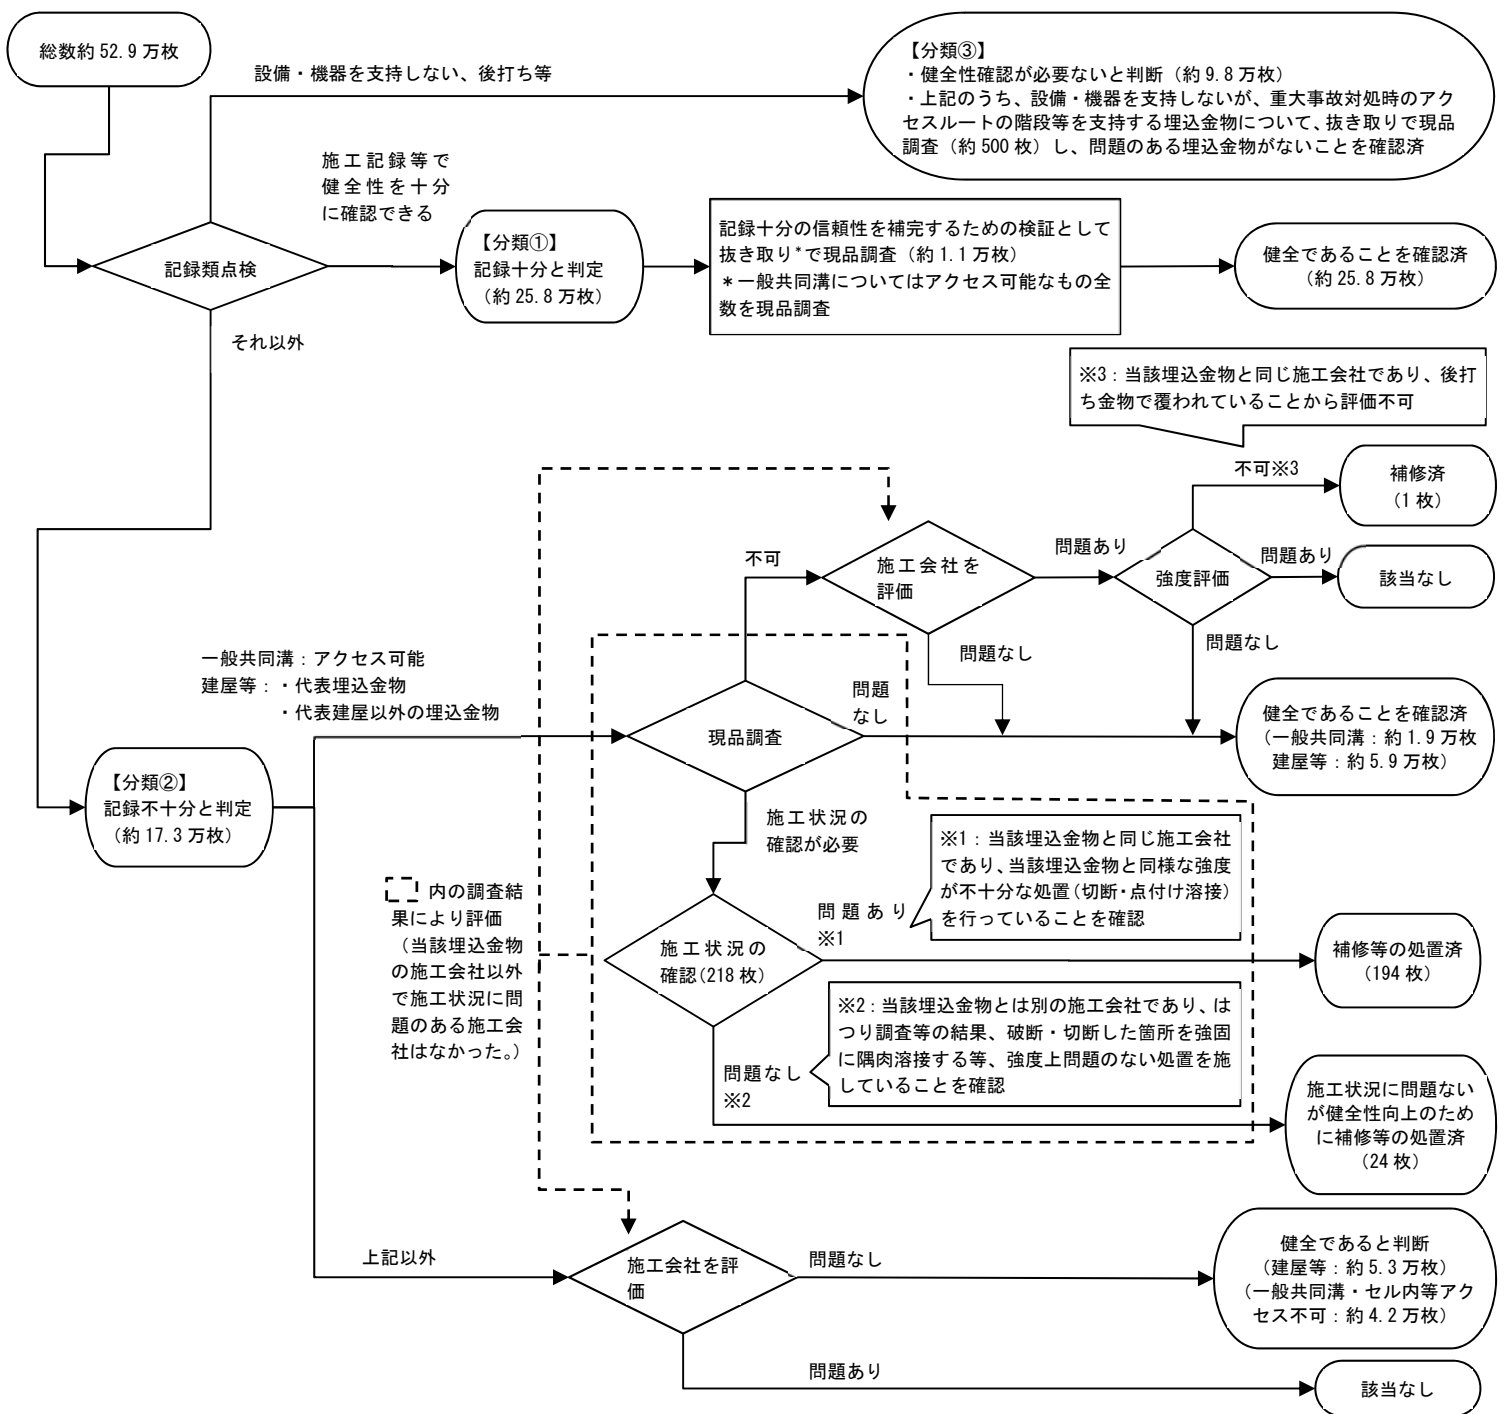 総数約 52.9 万枚
設備・機器を支持しない、後打ち等
【分類③】
・健全性確認が必要ないと判断（約 9.8 万枚）
・上記のうち、設備・機器を支持しないが、重大事故対処時のアク
セスルートの階段等を支持する埋込金物について、抜き取りで現品
調査（約 500 枚）し、問題のある埋込金物がないことを確認済
施工記録等で
健全性を十分
に確認できる
記録類点検
【分類①】
記録十分と判定
（約 25.8 万枚）
記録十分の信頼性を補完するための検証として
抜き取り*で現品調査（約 1.1 万枚）
＊一般共同溝についてはアクセス可能なもの全
数を現品調査
健全であることを確認済
（約 25.8 万枚）
それ以外
※3：当該埋込金物と同じ施工会社であり、後打
ち金物で覆われていることから評価不可
不可※3
補修済
（1 枚）
不可
施工会社を
評価
問題あり
強度評価
問題あり
該当なし
問題なし
問題なし
一般共同溝：アクセス可能
建屋等：・代表埋込金物
・代表建屋以外の埋込金物
現品調査
問題
なし
健全であることを確認済
（一般共同溝：約 1.9 万枚
建屋等：約 5.9 万枚）
【分類②】
記録不十分と判定
（約 17.3 万枚）
施工状況の
確認が必要
※1：当該埋込金物と同じ施工会社
であり、当該埋込金物と同様な強度
が不十分な処置（切断・点付け溶接）
を行っていることを確認
内の調査結
果により評価
（当該埋込金物
の施工会社以外
で施工状況に問
題のある施工会
社はなかった。）
問題あり
※1
施工状況の
確認（218 枚）
補修等の処置済
（194 枚）
※2：当該埋込金物とは別の施工会社であり、は
つり調査等の結果、破断・切断した箇所を強固
に隅肉溶接する等、強度上問題のない処置を施
していることを確認
問題なし
※2
施工状況に問題ない
が健全性向上のため
に補修等の処置済
（24 枚）
上記以外
施工会社を評
価
問題なし
健全であると判断
（建屋等：約 5.3 万枚）
（一般共同溝・セル内等アク
セス不可：約 4.2 万枚）
問題あり
該当なし